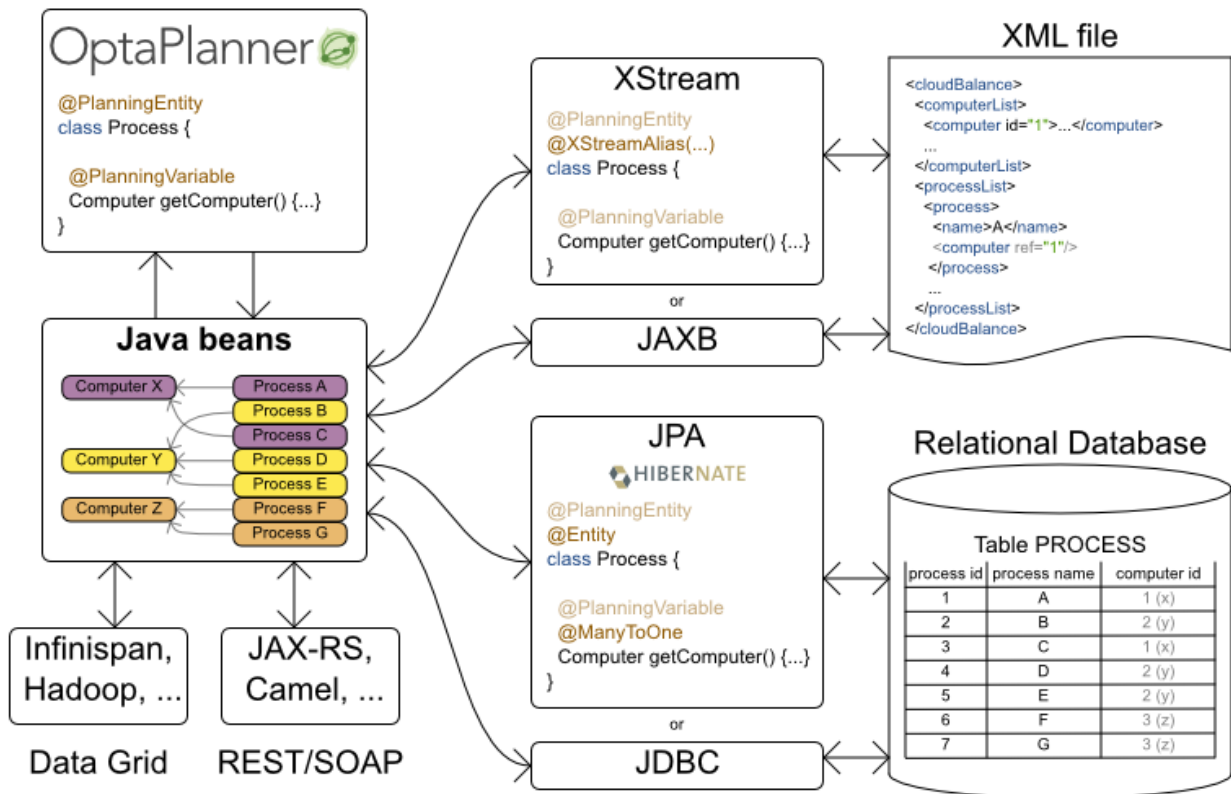 OptaPlanner
@PlanningEntity
class Process {
@PlanningVariable
Computer getComputer() {...}
}
Java beans
Computer X
Process A
Process B
Process C
Computer Y
Process D
Process E
Computer Z
Process F
Process G
Infinispan,
Hadoop, ...
Data Grid
JAX-RS,
Camel, ...
REST/SOAP
XStream
@PlanningEntity
@XStreamAlias(...)
class Process {
@PlanningVariable
Computer getComputer() {...}
}
or
JAXB
XML file
<cloudBalance>
<computerList>
<computer id="1">...</computer>
...
</computerList>
<processList>
<process>
<name>A</name>
<computer ref="1"/>
</process>
...
</processList>
</cloudBalance>
JPA
HIBERNATE
@PlanningEntity
@Entity
class Process {
@PlanningVariable
@ManyToOne
Computer getComputer() {...}
}
or
JDBC
Relational Database
Table PROCESS
process id process name computer id
1 A 1 (x)
2 B 2 (y)
3 C 1 (x)
4 D 2 (y)
5 E 2 (y)
6 F 3 (z)
7 G 3 (z)